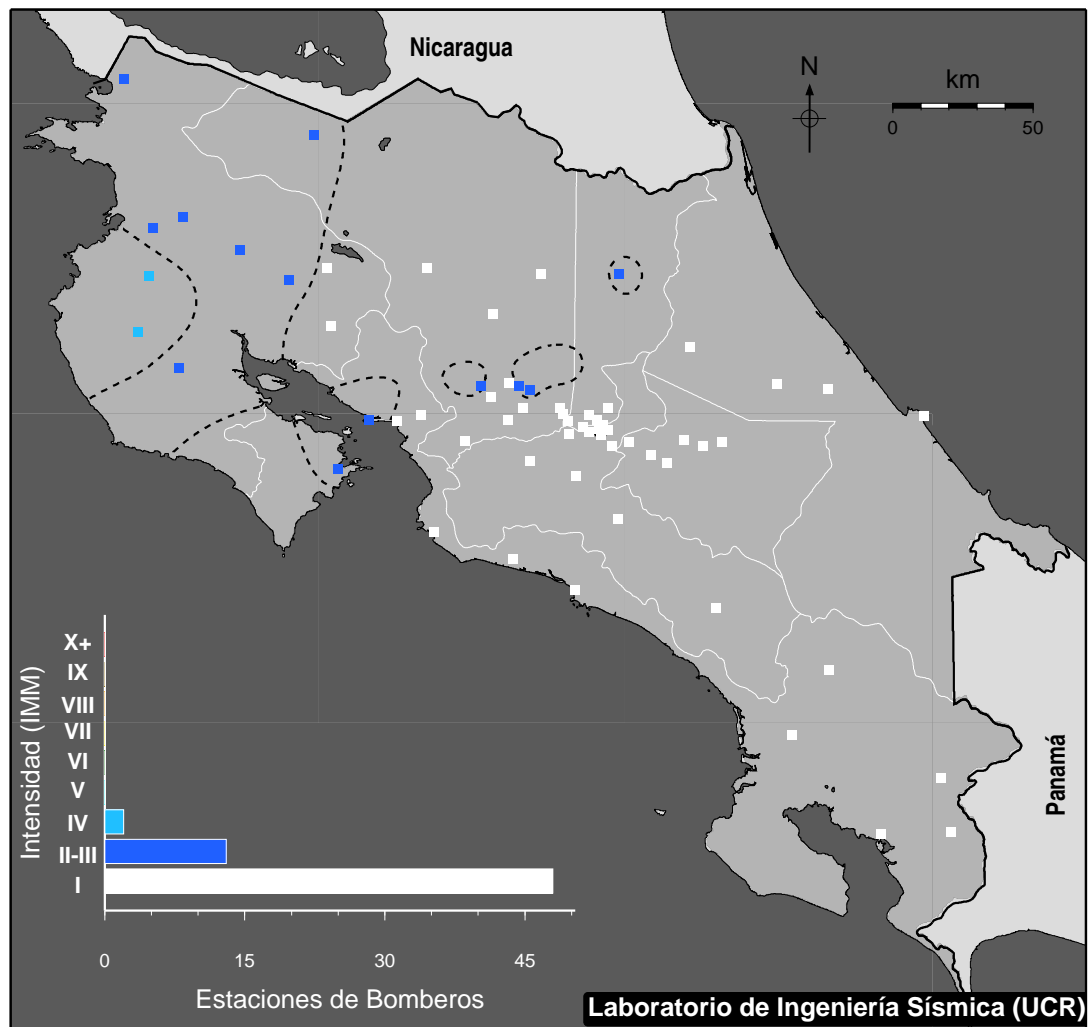 Nicaragua
N
km
0 50
Panamá
Intensidad (IMM)
X+
IX
VIII
VII
VI
V
IV
II-III
I
0 15 30 45
Estaciones de Bomberos
Laboratorio de Ingeniería Sísmica (UCR)